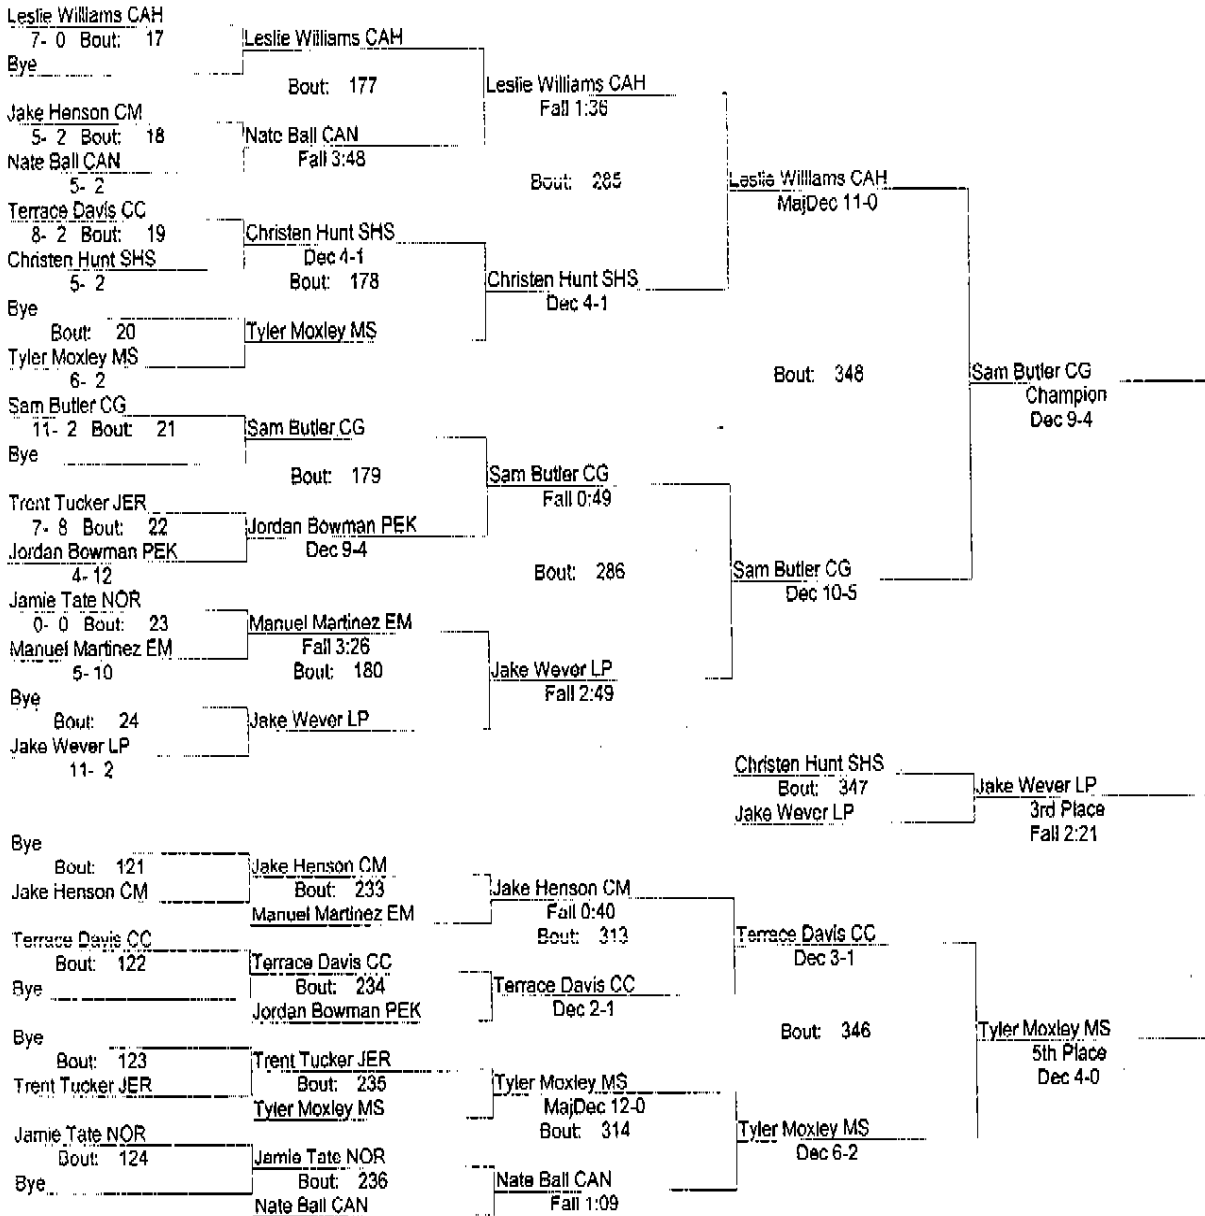 Leslie Williams CAH
7- 0 Bout: 17
Bye
Leslie Williams CAH
Bout: 177
Jake Henson CM
5- 2 Bout: 18
Nate Ball CAN
5- 2
Nate Ball CAN
Fall 3:48
Leslie Williams CAH
Fall 1:36
Bout: 285
Terrace Davis CC
8- 2 Bout: 19
Christen Hunt SHS
5- 2
Christen Hunt SHS
Dec 4-1
Bout: 178
Bye
Bout: 20
Tyler Moxley MS
6- 2
Tyler Moxley MS
Christen Hunt SHS
Dec 4-1
Leslie Williams CAH
MajDec 11-0
Bout: 348
Sam Butler CG
11- 2 Bout: 21
Bye
Sam Butler CG
Bout: 179
Trent Tucker JER
7- 8 Bout: 22
Jordan Bowman PEK
4- 12
Jordan Bowman PEK
Dec 9-4
Sam Butler CG
Fall 0:49
Bout: 286
Jamie Tate NOR
0- 0 Bout: 23
Manuel Martinez EM
5- 10
Manuel Martinez EM
Fall 3:26
Bout: 180
Bye
Bout: 24
Jake Wever LP
11- 2
Jake Wever LP
Jake Wever LP
Fall 2:49
Sam Butler CG
Dec 10-5
Sam Butler CG
Champion
Dec 9-4
Christen Hunt SHS
Bout: 347
Jake Wever LP
Jake Wever LP
3rd Place
Fall 2:21
Bye
Bout: 121
Jake Henson CM
Jake Henson CM
Bout: 233
Manuel Martinez EM
Jake Henson CM
Fall 0:40
Bout: 313
Terrace Davis CC
Bout: 122
Bye
Terrace Davis CC
Bout: 234
Jordan Bowman PEK
Terrace Davis CC
Dec 2-1
Terrace Davis CC
Dec 3-1
Bout: 346
Bye
Bout: 123
Trent Tucker JER
Trent Tucker JER
Bout: 235
Tyler Moxley MS
Tyler Moxley MS
MajDec 12-0
Bout: 314
Jamie Tate NOR
Bout: 124
Bye
Jamie Tate NOR
Bout: 236
Nate Ball CAN
Nate Ball CAN
Fall 1:09
Tyler Moxley MS
Dec 6-2
Tyler Moxley MS
5th Place
Dec 4-0